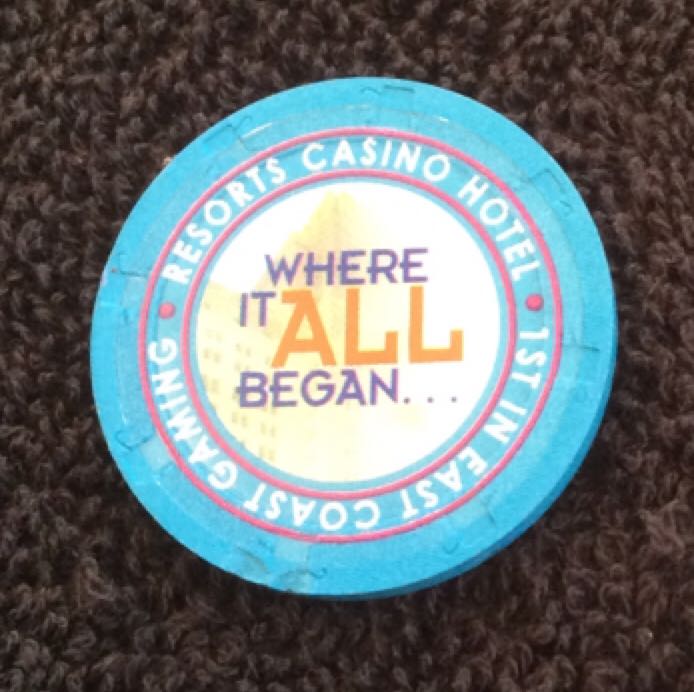 RESORTS CASINO HOTEL
WHERE
IT ALL
BEGAN...
1ST IN EAST COAST GAMING